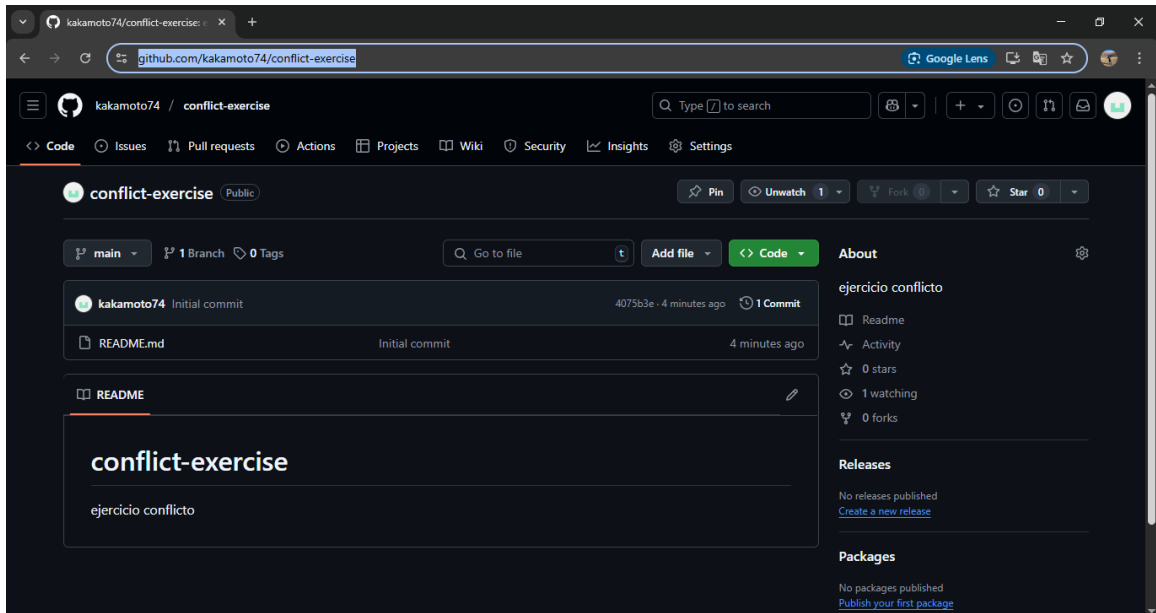 kakamoto74/conflict-exercise: e
github.com/kakamoto74/conflict-exercise
Google Lens
kakamoto74 / conflict-exercise
Type / to search
<> Code Issues Pull requests Actions Projects Wiki Security Insights Settings
conflict-exercise Public
Pin Unwatch 1 Fork 0 Star 0
main 1 Branch 0 Tags
Go to file t
Add file <> Code
About
kakamoto74 Initial commit 4075b3e · 4 minutes ago 1 Commit
README.md Initial commit 4 minutes ago
README
conflict-exercise
ejercicio conflicto
ejercicio conflicto
Readme
Activity
0 stars
1 watching
0 forks
Releases
No releases published
Create a new release
Packages
No packages published
Publish your first package